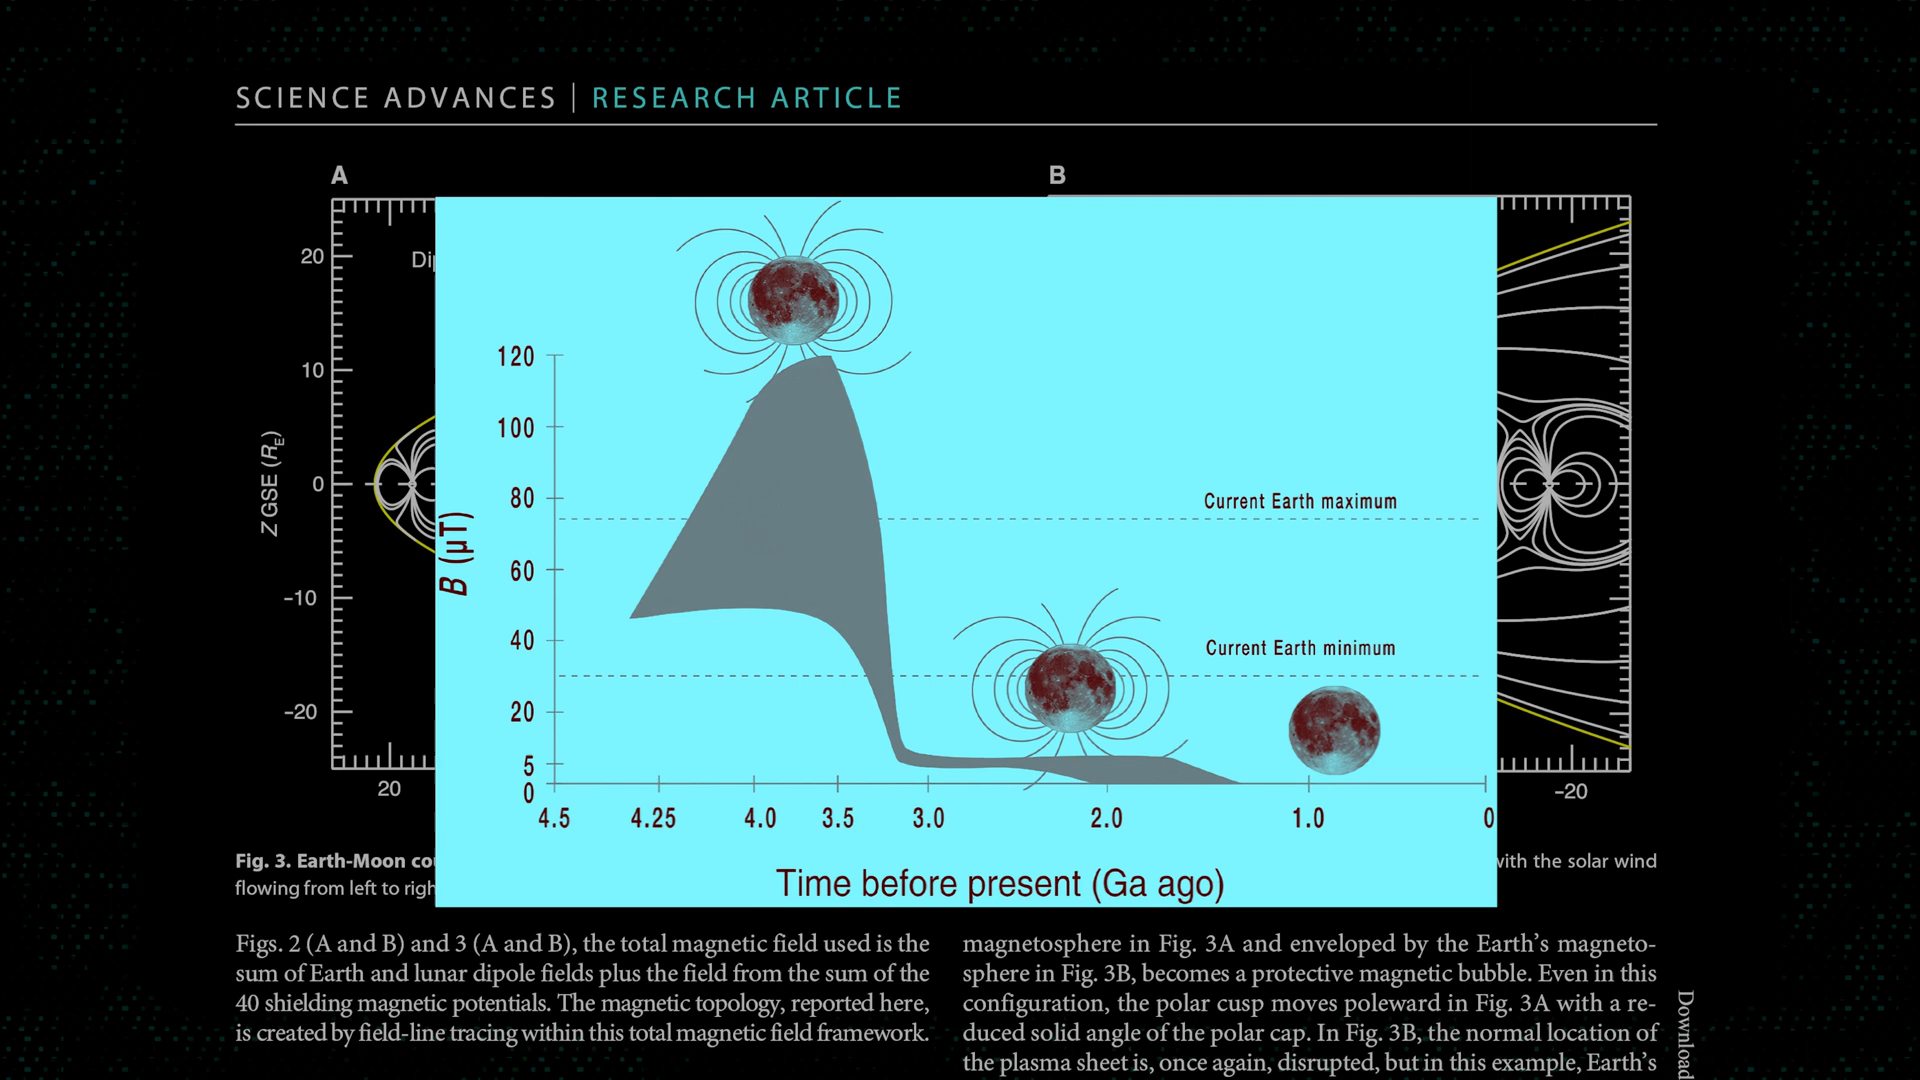 SCIENCE ADVANCES | RESEARCH ARTICLE
A
B
20
10
0
−10
−20
Z GSE (RE)
20
−20
120
100
80
60
40
20
5
0
B (µT)
Current Earth maximum
Current Earth minimum
4.5 4.25 4.0 3.5 3.0 2.0 1.0 0
Time before present (Ga ago)
Fig. 3. Earth-Moon
with the solar wind
flowing from left to
Figs. 2 (A and B) and 3 (A and B), the total magnetic field used is the
sum of Earth and lunar dipole fields plus the field from the sum of the
40 shielding magnetic potentials. The magnetic topology, reported here,
is created by field-line tracing within this total magnetic field framework.
magnetosphere in Fig. 3A and enveloped by the Earth’s magneto-
sphere in Fig. 3B, becomes a protective magnetic bubble. Even in this
configuration, the polar cusp moves poleward in Fig. 3A with a re-
duced solid angle of the polar cap. In Fig. 3B, the normal location of
the plasma sheet is, once again, disrupted, but in this example, Earth’s
Download